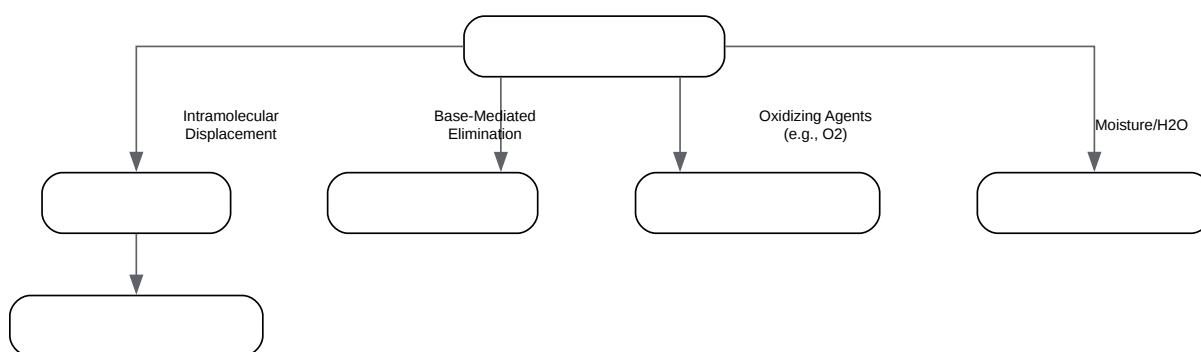 Intramolecular
Displacement
Base-Mediated
Elimination
Oxidizing Agents
(e.g., O2)
Moisture/H2O